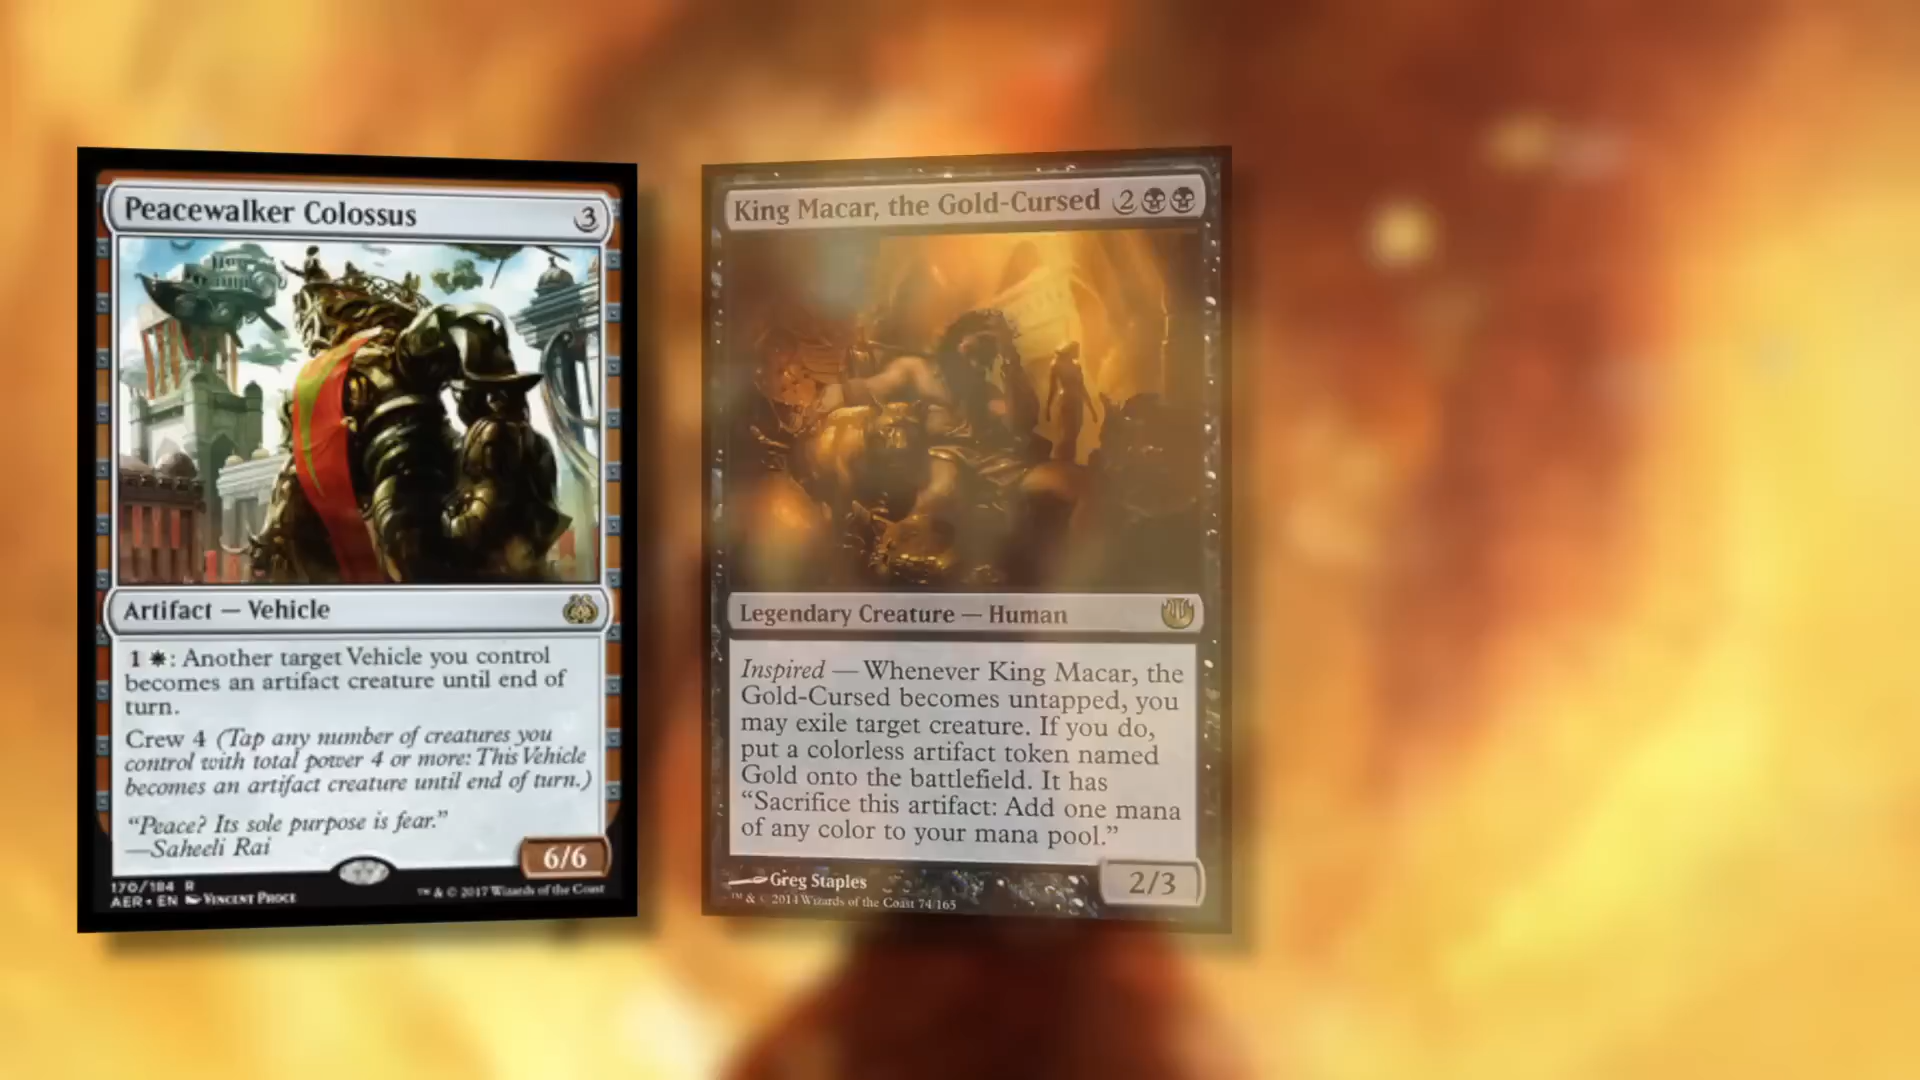 Peacewalker Colossus 3
Artifact — Vehicle
1 : Another target Vehicle you control
becomes an artifact creature until end of
turn.
Crew 4 (Tap any number of creatures you
control with total power 4 or more: This Vehicle
becomes an artifact creature until end of turn.)
“Peace? Its sole purpose is fear.”
—Saheeli Rai
6/6
170/184 R
AER • EN Vincent Proce
™ & © 2017 Wizards of the Coast
King Macar, the Gold-Cursed 2
Legendary Creature — Human
Inspired — Whenever King Macar, the
Gold-Cursed becomes untapped, you
may exile target creature. If you do,
put a colorless artifact token named
Gold onto the battlefield. It has
“Sacrifice this artifact: Add one mana
of any color to your mana pool.”
2/3
Greg Staples
™ & © 2014 Wizards of the Coast 74/165